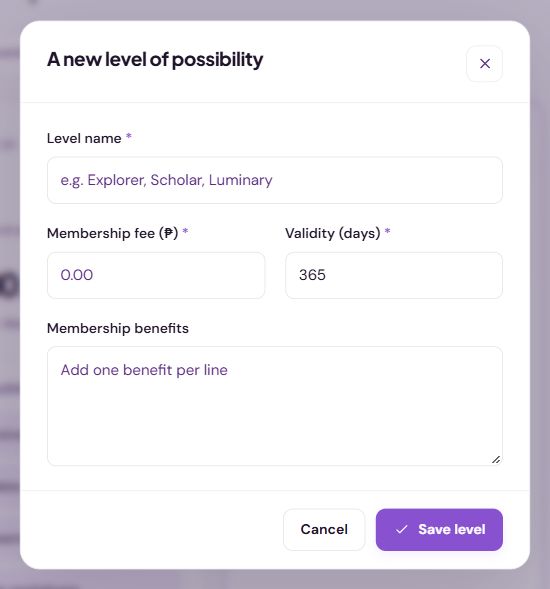 A new level of possibility
Level name *
e.g. Explorer, Scholar, Luminary
Membership fee (₱) * Validity (days) *
0.00 365
Membership benefits
Add one benefit per line
Cancel Save level